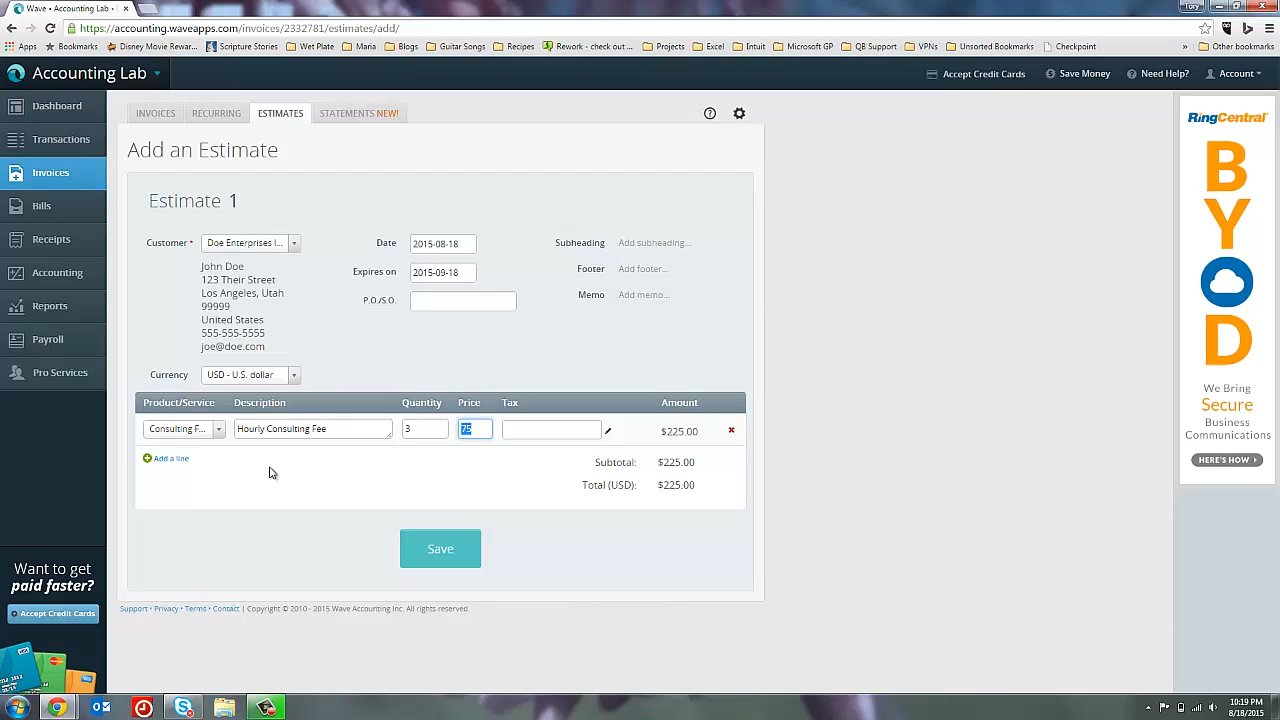 Wave • Accounting Lab
Tory
https://accounting.waveapps.com/invoices/2332781/estimates/add/
Apps
Bookmarks
Disney Movie Rewar...
Scripture Stories
Wet Plate
Maria
Blogs
Guitar Songs
Recipes
Rework - check out ...
Projects
Excel
Intuit
Microsoft GP
QB Support
VPNs
Unsorted Bookmarks
Checkpoint
»
Other bookmarks
Accounting Lab
Accept Credit Cards
Save Money
Need Help?
Account
Dashboard
Transactions
Invoices
Bills
Receipts
Accounting
Reports
Payroll
Pro Services
Want to get
paid faster?
Accept Credit Cards
INVOICES
RECURRING
ESTIMATES
STATEMENTS NEW!
Add an Estimate
Estimate 1
Customer *
Doe Enterprises I...
John Doe
123 Their Street
Los Angeles, Utah
99999
United States
555-555-5555
joe@doe.com
Currency
USD - U.S. dollar
Date
2015-08-18
Expires on
2015-09-18
P.O./S.O.
Subheading
Add subheading...
Footer
Add footer...
Memo
Add memo...
Product/Service Description Quantity Price Tax Amount
Consulting F... Hourly Consulting Fee 3 75 $225.00
Add a line
Subtotal: $225.00
Total (USD): $225.00
Save
Support • Privacy • Terms • Contact | Copyright © 2010 - 2015 Wave Accounting Inc. All rights reserved.
RingCentral
B
Y
O
D
We Bring
Secure
Business
Communications
HERE'S HOW
10:19 PM
8/18/2015